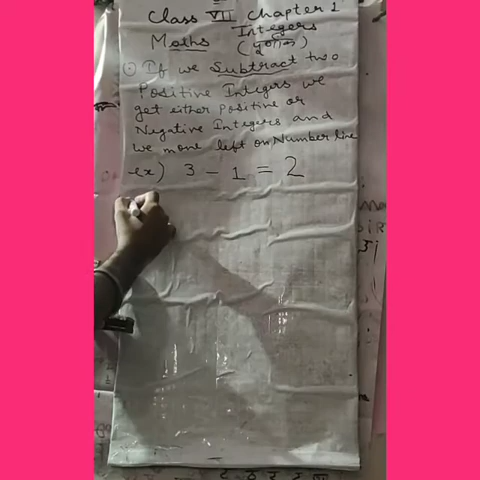 Class VII Chapter 1
Integers
Maths
If we Subtract two
Positive Integers we
get either Positive or
Negative Integers and
we move left on Number line
ex) 3 - 1 = 2